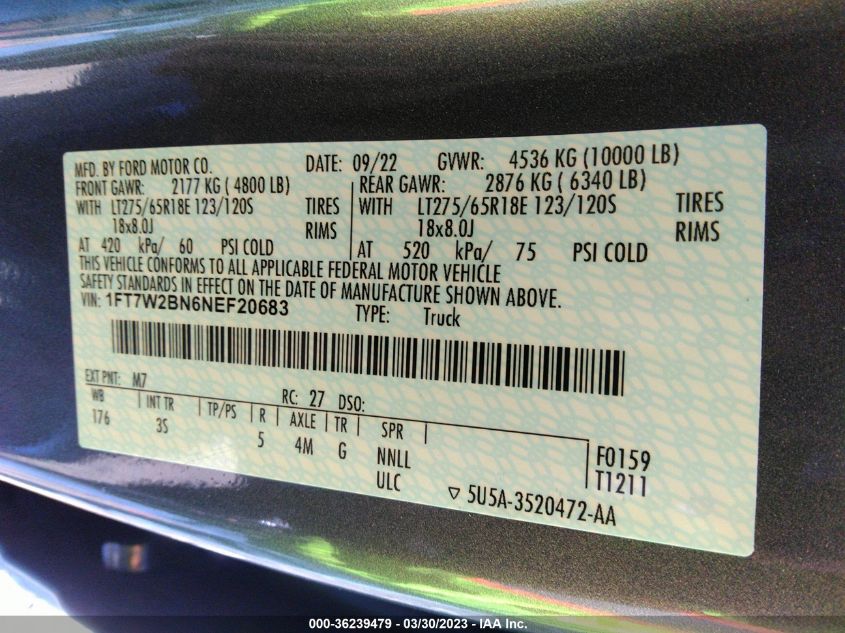 MFD. BY FORD MOTOR CO. DATE: 09/22 GVWR: 4536 KG (10000 LB)
FRONT GAWR: 2177 KG ( 4800 LB) REAR GAWR: 2876 KG ( 6340 LB)
WITH LT275/65R18E 123/120S TIRES WITH LT275/65R18E 123/120S TIRES
18x8.0J RIMS 18x8.0J RIMS
AT 420 kPa/ 60 PSI COLD AT 520 kPa/ 75 PSI COLD
THIS VEHICLE CONFORMS TO ALL APPLICABLE FEDERAL MOTOR VEHICLE
SAFETY STANDARDS IN EFFECT ON THE DATE OF MANUFACTURE SHOWN ABOVE.
VIN: 1FT7W2BN6NEF20683 TYPE: Truck
EXT PNT: M7 RC: 27 DSO:
WB INT TR TP/PS R AXLE TR SPR
176 3S 5 4M G NNLL F0159
ULC T1211
5U5A-3520472-AA
000-36239479 - 03/30/2023 - IAA Inc.